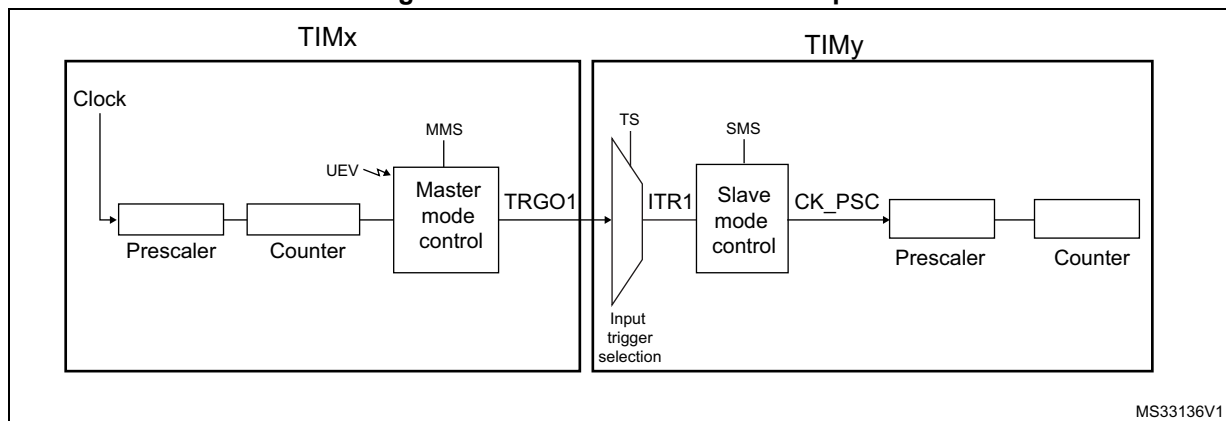 TIMx
TIMy
Clock
MMS
UEV
Master
mode
control
TRGO1
Prescaler
Counter
TS
ITR1
SMS
Slave
mode
control
CK_PSC
Prescaler
Counter
Input
trigger
selection
MS33136V1